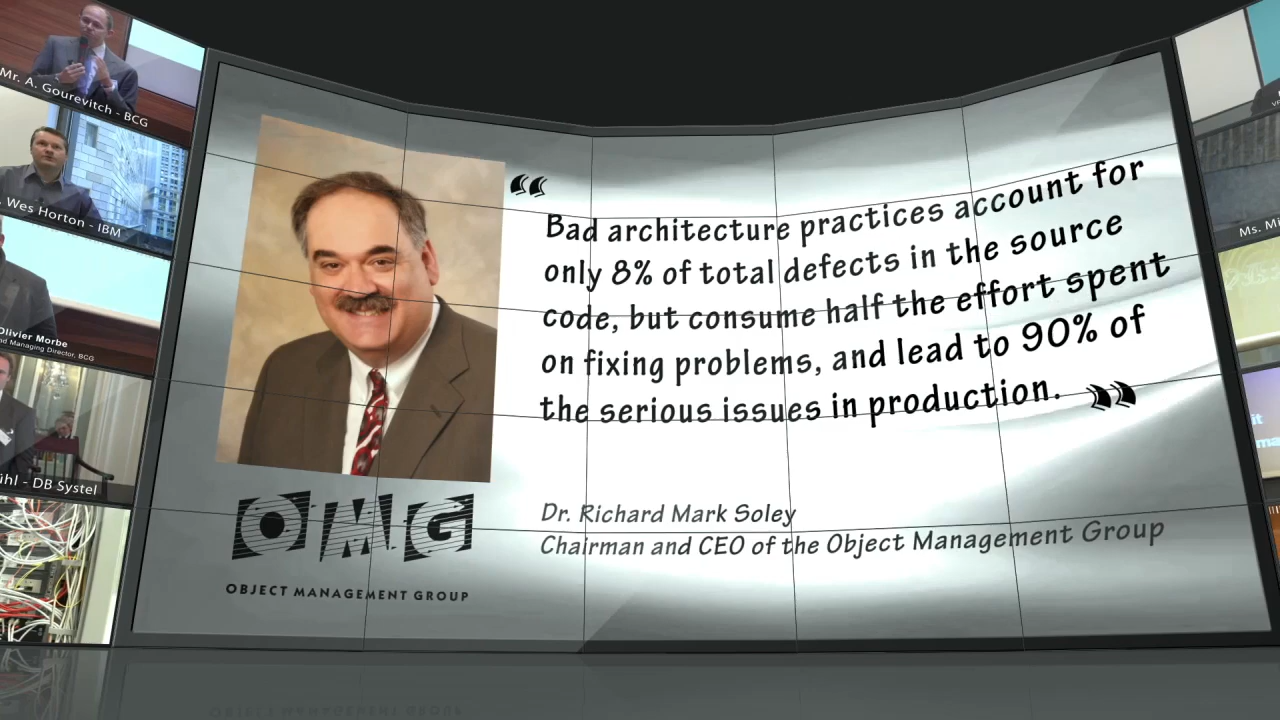 Mr. A. Gourevitch - BCG
Wes Horton - IBM
Olivier Morbe
and Managing Director, BCG
ühl - DB Systel
“
Bad architecture practices account for
only 8% of total defects in the source
code, but consume half the effort spent
on fixing problems, and lead to 90% of
the serious issues in production.
”
Dr. Richard Mark Soley
Chairman and CEO of the Object Management Group
OMG
OBJECT MANAGEMENT GROUP
Ms. Mi